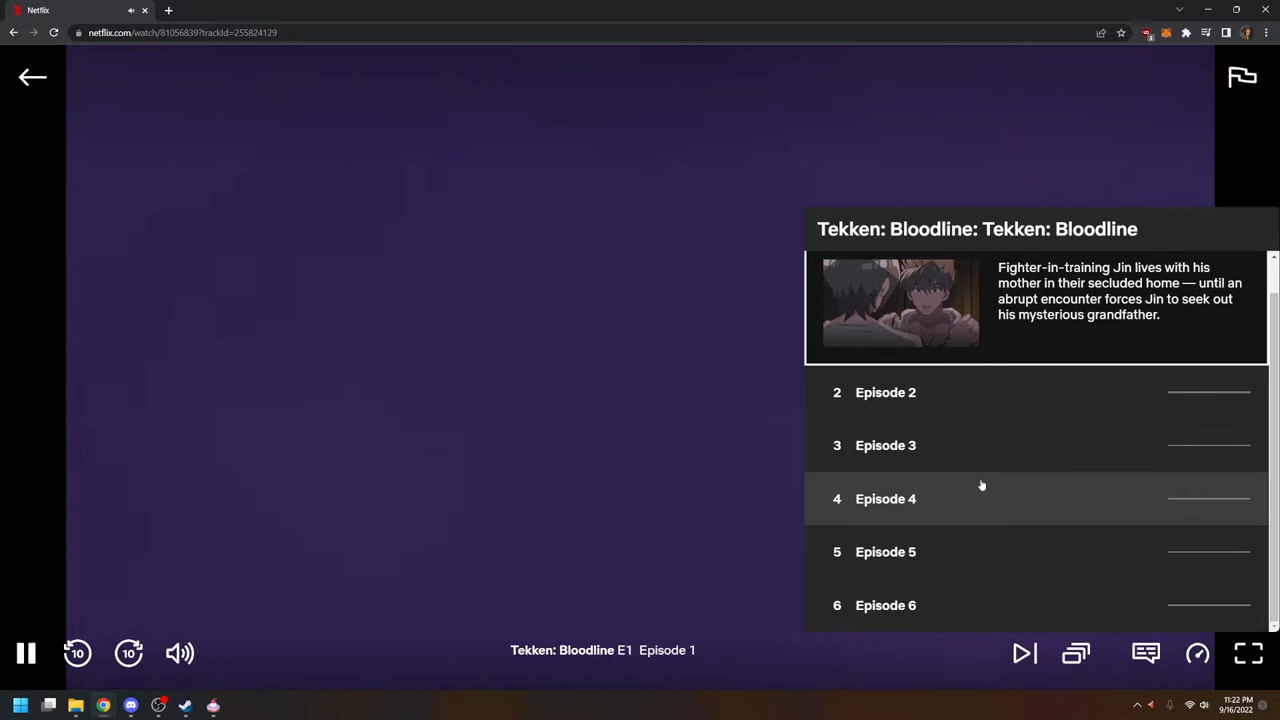 Netflix
netflix.com/watch/81056839?trackId=255824129
Tekken: Bloodline: Tekken: Bloodline
Fighter-in-training Jin lives with his
mother in their secluded home — until an
abrupt encounter forces Jin to seek out
his mysterious grandfather.
2 Episode 2
3 Episode 3
4 Episode 4
5 Episode 5
6 Episode 6
10
10
Tekken: Bloodline E1 Episode 1
11:22 PM
9/16/2022